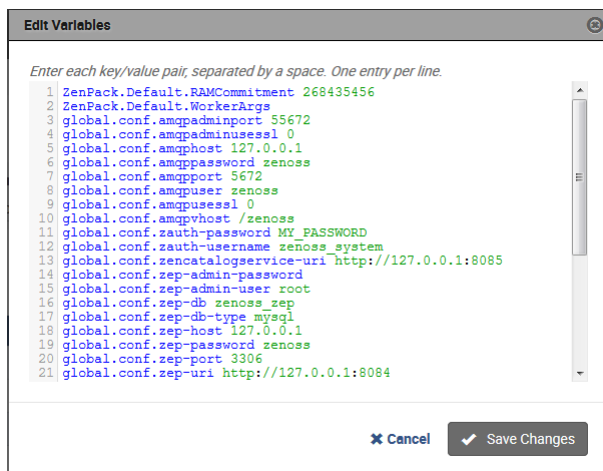 Edit Variables
Enter each key/value pair, separated by a space. One entry per line.
1 ZenPack.Default.RAMCommitment 268435456
2 ZenPack.Default.WorkerArgs
3 global.conf.amqpadminport 55672
4 global.conf.amqpadminusessl 0
5 global.conf.amqphost 127.0.0.1
6 global.conf.amqppassword zenoss
7 global.conf.amqpport 5672
8 global.conf.amqpuser zenoss
9 global.conf.amqpusessl 0
10 global.conf.amqpvhost /zenoss
11 global.conf.zauth-password MY_PASSWORD
12 global.conf.zauth-username zenoss_system
13 global.conf.zencatalogservice-uri http://127.0.0.1:8085
14 global.conf.zep-admin-password
15 global.conf.zep-admin-user root
16 global.conf.zep-db zenoss_zep
17 global.conf.zep-db-type mysql
18 global.conf.zep-host 127.0.0.1
19 global.conf.zep-password zenoss
20 global.conf.zep-port 3306
21 global.conf.zep-uri http://127.0.0.1:8084
Cancel
Save Changes